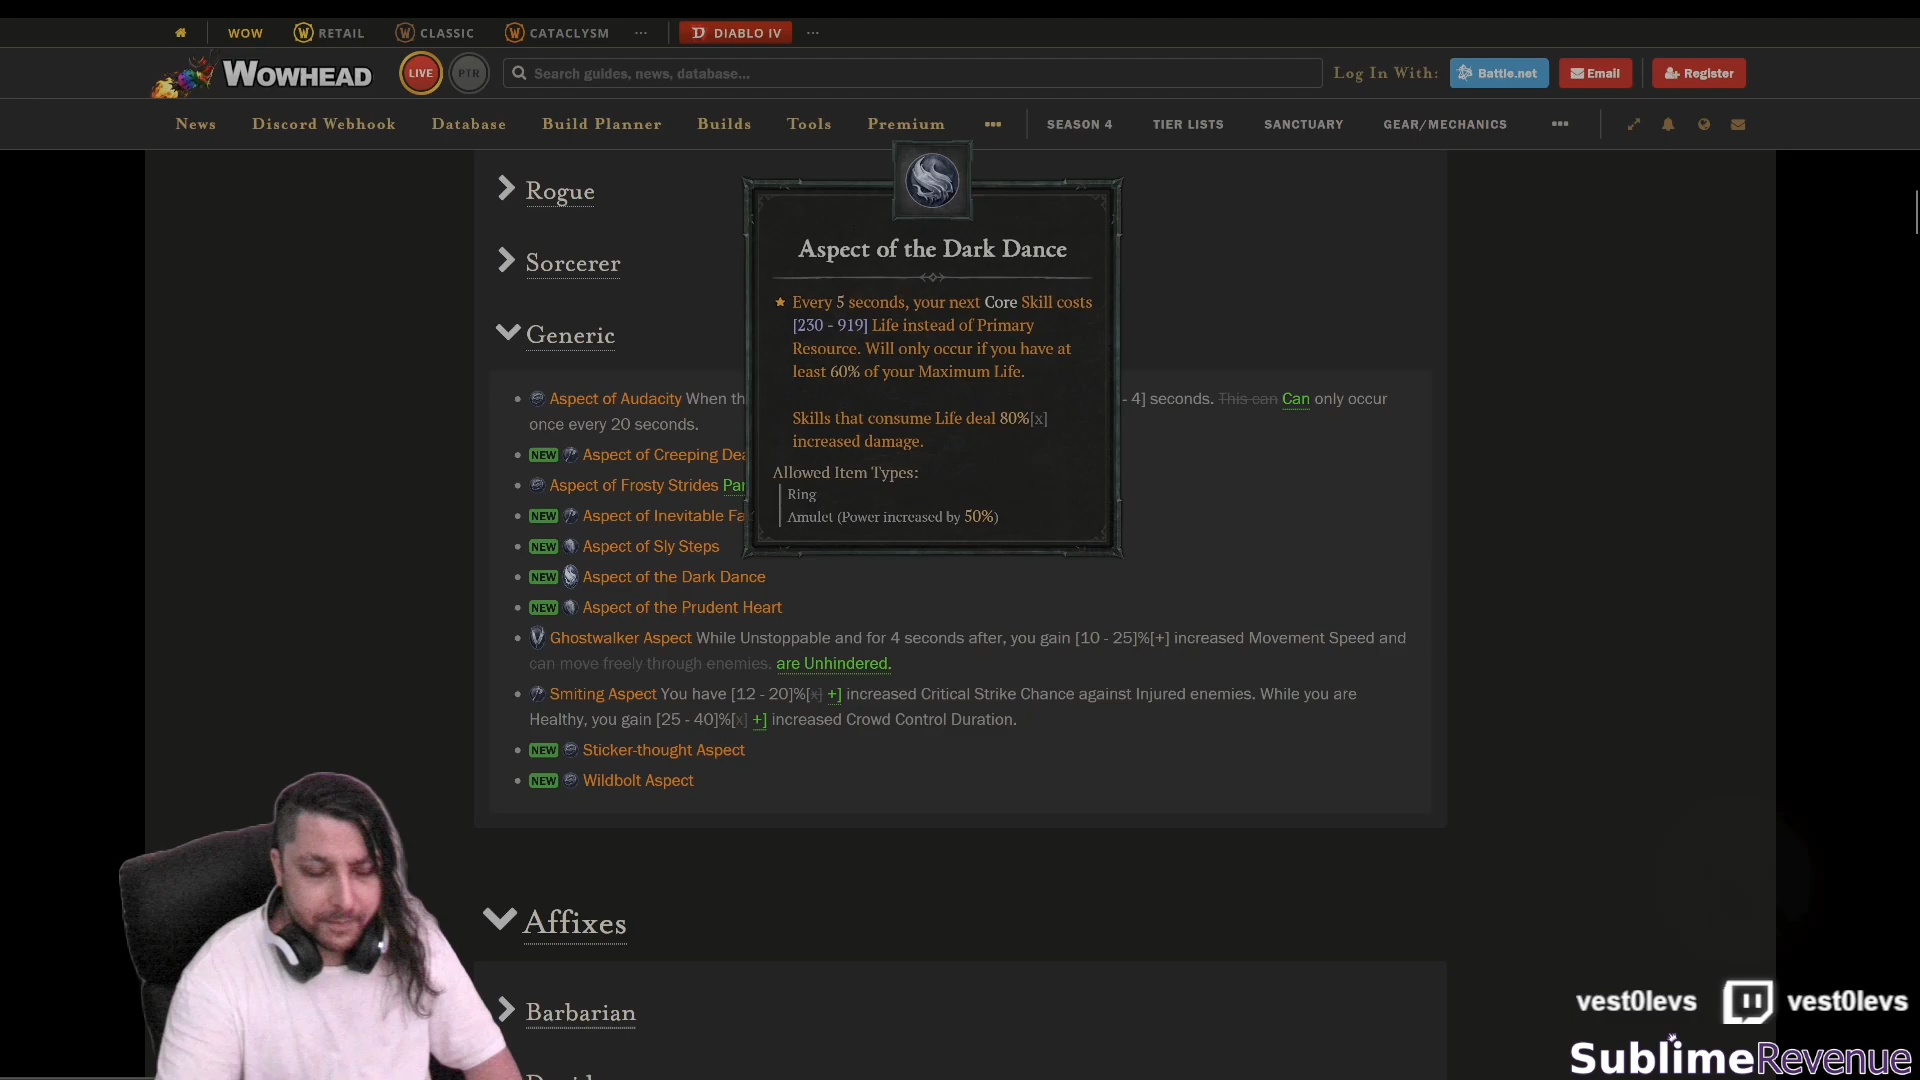 WOW
RETAIL
CLASSIC
CATACLYSM
...
DIABLO IV
...
WOWHEAD
LIVE
PTR
Search guides, news, database...
Log In With:
Battle.net
Email
Register
News
Discord Webhook
Database
Build Planner
Builds
Tools
Premium
SEASON 4
TIER LISTS
SANCTUARY
GEAR/MECHANICS
Rogue
Sorcerer
Generic
Aspect of the Dark Dance
Every 5 seconds, your next Core Skill costs
[230 - 919] Life instead of Primary
Resource. Will only occur if you have at
least 60% of your Maximum Life.
Skills that consume Life deal 80%[x]
increased damage.
Allowed Item Types:
Ring
Amulet (Power increased by 50%)
Aspect of Audacity When th
- 4] seconds. This can Can only occur
once every 20 seconds.
NEW Aspect of Creeping Dea
Aspect of Frosty Strides Par
NEW Aspect of Inevitable Fa
NEW Aspect of Sly Steps
NEW Aspect of the Dark Dance
NEW Aspect of the Prudent Heart
Ghostwalker Aspect While Unstoppable and for 4 seconds after, you gain [10 - 25]%[+] increased Movement Speed and
can move freely through enemies. are Unhindered.
Smiting Aspect You have [12 - 20]%[x] +] increased Critical Strike Chance against Injured enemies. While you are
Healthy, you gain [25 - 40]%[x] +] increased Crowd Control Duration.
NEW Sticker-thought Aspect
NEW Wildbolt Aspect
Affixes
Barbarian
vest0levs
vest0levs
SublimeRevenue